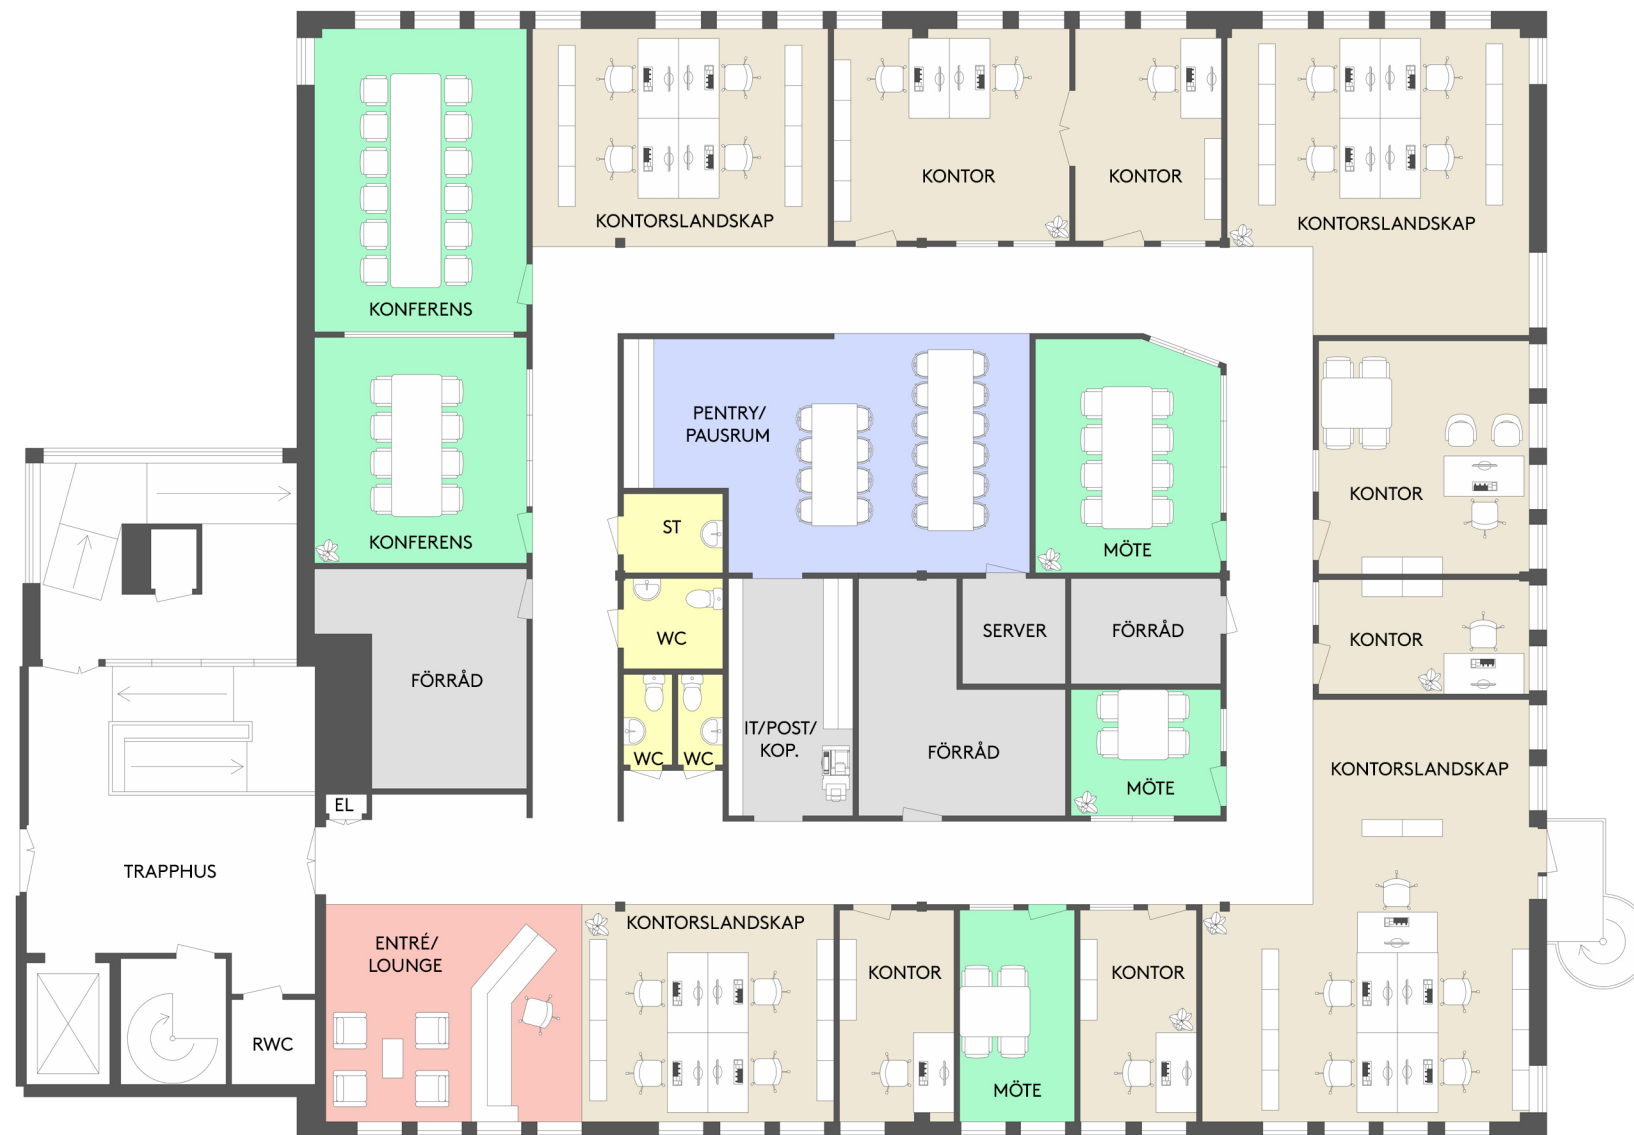 KONTORSLANDSKAP
KONTOR
KONTOR
KONTORSLANDSKAP
KONFERENS
PENTRY/
PAUSRUM
KONFERENS
ST
MÖTE
KONTOR
WC
SERVER
FÖRRÅD
KONTOR
FÖRRÅD
IT/POST/
KOP.
FÖRRÅD
WC
WC
MÖTE
KONTORSLANDSKAP
EL
TRAPPHUS
ENTRÉ/
LOUNGE
KONTORSLANDSKAP
KONTOR
KONTOR
RWC
MÖTE